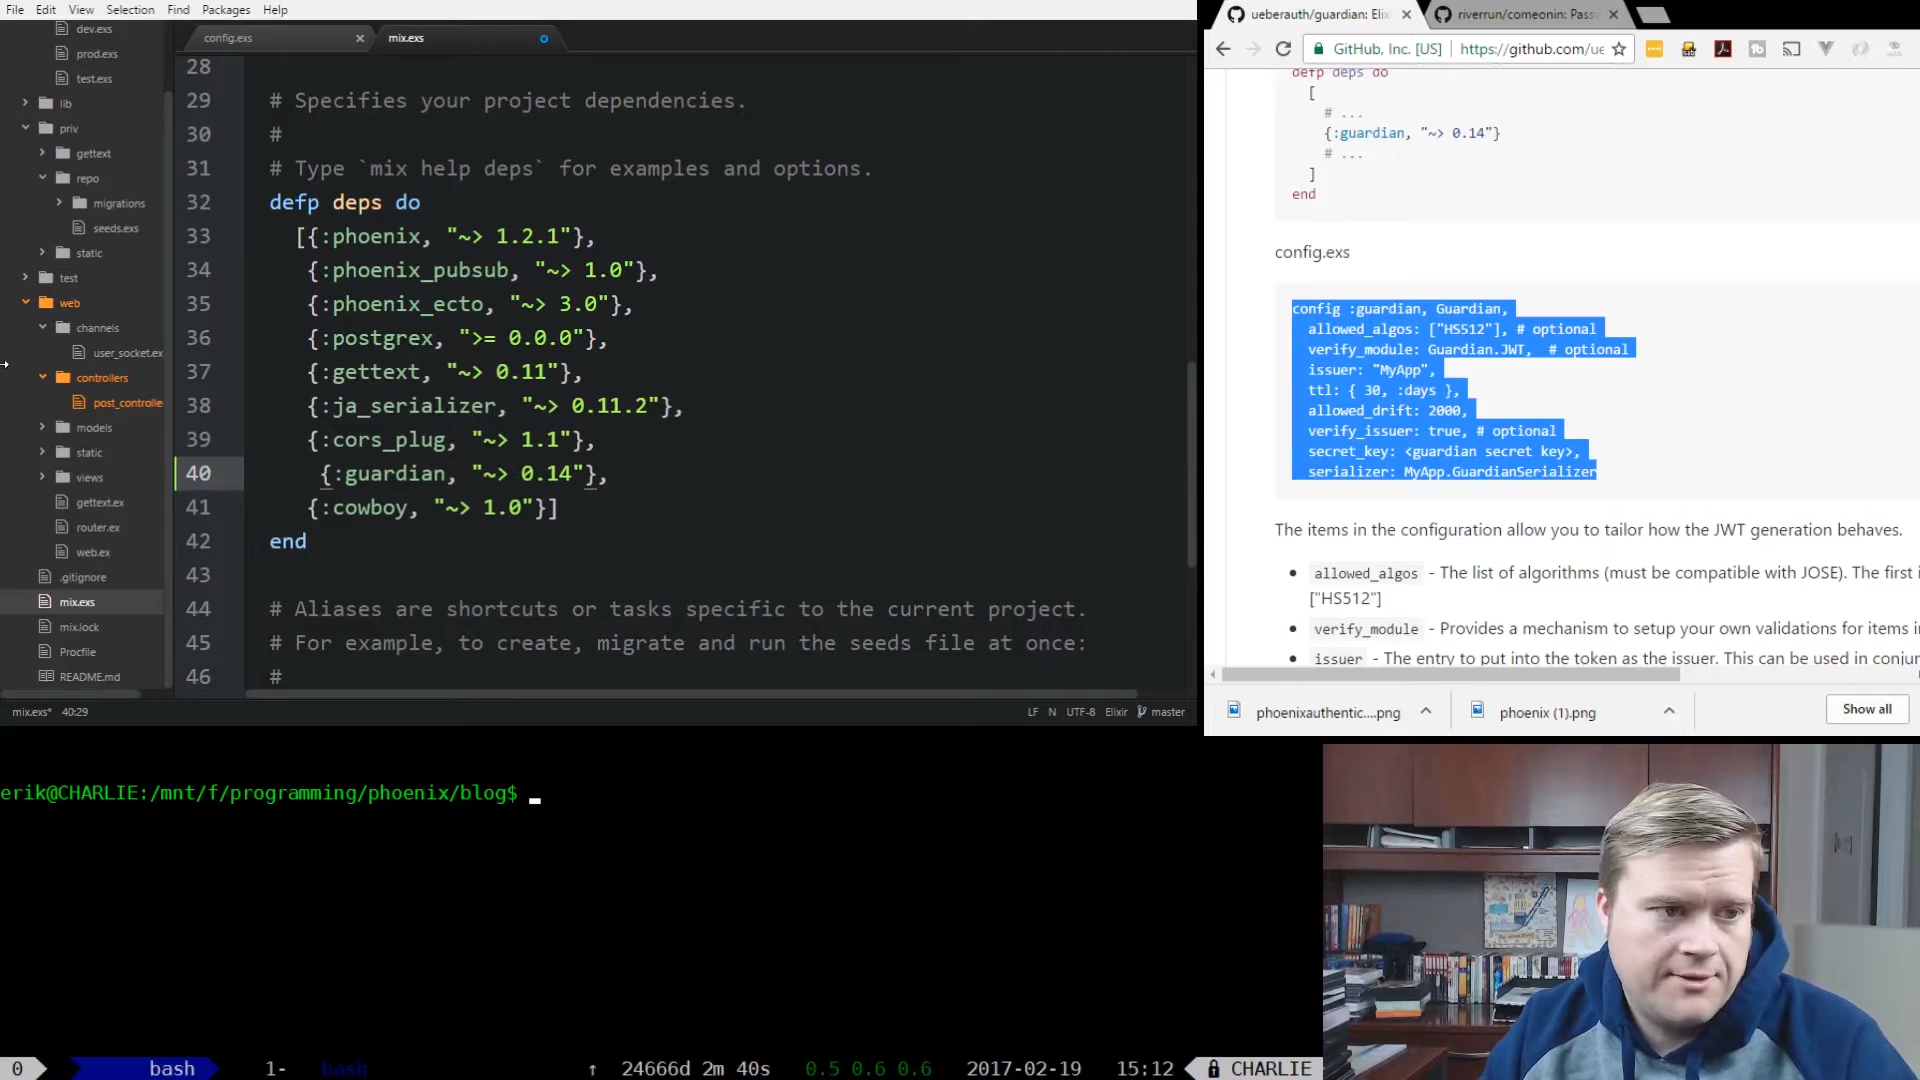 File Edit View Selection Find Packages Help
dev.exs
prod.exs
test.exs
lib
priv
gettext
repo
migrations
seeds.exs
static
test
web
channels
user_socket.ex
controllers
post_controlle
models
static
views
gettext.ex
router.ex
web.ex
.gitignore
mix.exs
mix.lock
Procfile
README.md
config.exs
mix.exs
28
29 # Specifies your project dependencies.
30 #
31 # Type `mix help deps` for examples and options.
32 defp deps do
33 [{:phoenix, "~> 1.2.1"},
34 {:phoenix_pubsub, "~> 1.0"},
35 {:phoenix_ecto, "~> 3.0"},
36 {:postgrex, ">= 0.0.0"},
37 {:gettext, "~> 0.11"},
38 {:ja_serializer, "~> 0.11.2"},
39 {:cors_plug, "~> 1.1"},
40 {:guardian, "~> 0.14"},
41 {:cowboy, "~> 1.0"}]
42 end
43
44 # Aliases are shortcuts or tasks specific to the current project.
45 # For example, to create, migrate and run the seeds file at once:
46 #
mix.exs* 40:29
LF N UTF-8 Elixir master
ueberauth/guardian: Elix
riverrun/comeonin: Pass
GitHub, Inc. [US] https://github.com/ue
defp deps do
[
# ...
{:guardian, "~> 0.14"}
# ...
]
end
config.exs
config :guardian, Guardian,
allowed_algos: ["HS512"], # optional
verify_module: Guardian.JWT, # optional
issuer: "MyApp",
ttl: { 30, :days },
allowed_drift: 2000,
verify_issuer: true, # optional
secret_key: <guardian secret key>,
serializer: MyApp.GuardianSerializer
The items in the configuration allow you to tailor how the JWT generation behaves.
allowed_algos - The list of algorithms (must be compatible with JOSE). The first i
["HS512"]
verify_module - Provides a mechanism to setup your own validations for items i
issuer - The entry to put into the token as the issuer. This can be used in conjur
phoenixauthentic....png
phoenix (1).png
Show all
erik@CHARLIE:/mnt/f/programming/phoenix/blog$
0 bash 1- bash ↑ 24666d 2m 40s 0.5 0.6 0.6 2017-02-19 15:12 CHARLIE